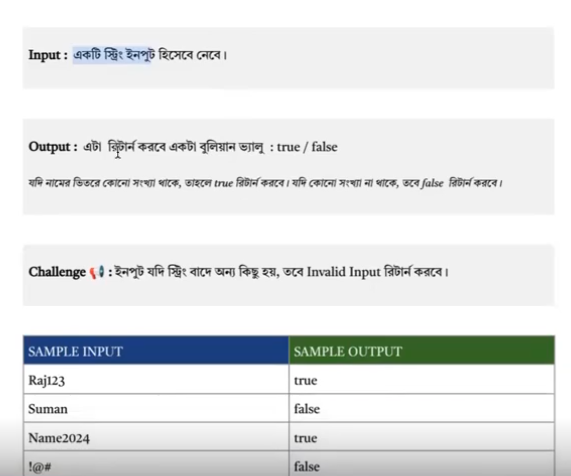 Input : একটি স্ট্রিং ইনপুট হিসেবে নেবে।
Output : এটা রিটার্ন করবে একটা বুলিয়ান ভ্যালু : true / false
যদি নামের ভিতরে কোনো সংখ্যা থাকে, তাহলে true রিটার্ন করবে। যদি কোনো সংখ্যা না থাকে, তবে false রিটার্ন করবে।
Challenge 📢 : ইনপুট যদি স্ট্রিং বাদে অন্য কিছু হয়, তবে Invalid Input রিটার্ন করবে।
SAMPLE INPUT SAMPLE OUTPUT
Raj123 true
Suman false
Name2024 true
!@# false